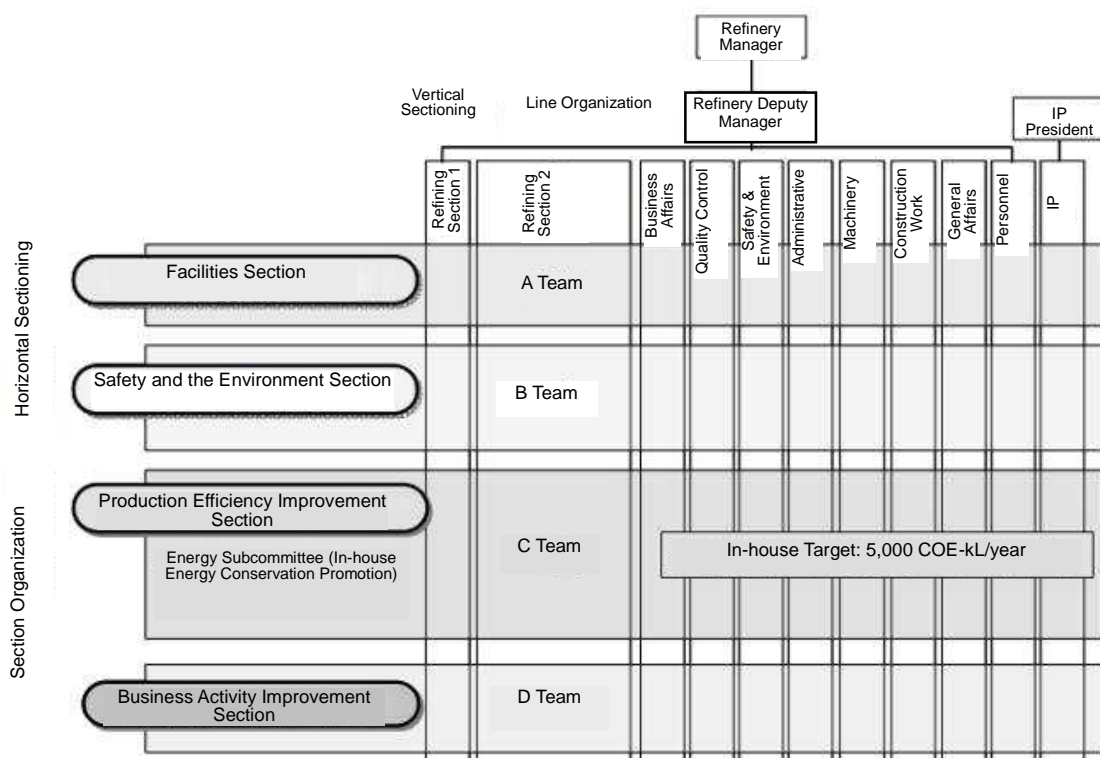 Refinery
Manager
Vertical
Sectioning
Line Organization
Refinery Deputy
Manager
IP
President
Refining
Section 1
Refining
Section 2
Business
Affairs
Quality Control
Safety &
Environment
Administrative
Machinery
Construction
Work
General
Affairs
Personnel
IP
Horizontal Sectioning
Facilities Section
A Team
Safety and the Environment Section
B Team
Section Organization
Production Efficiency Improvement
Section
Energy Subcommittee (In-house
Energy Conservation Promotion)
C Team
In-house Target: 5,000 COE-kL/year
Business Activity Improvement
Section
D Team